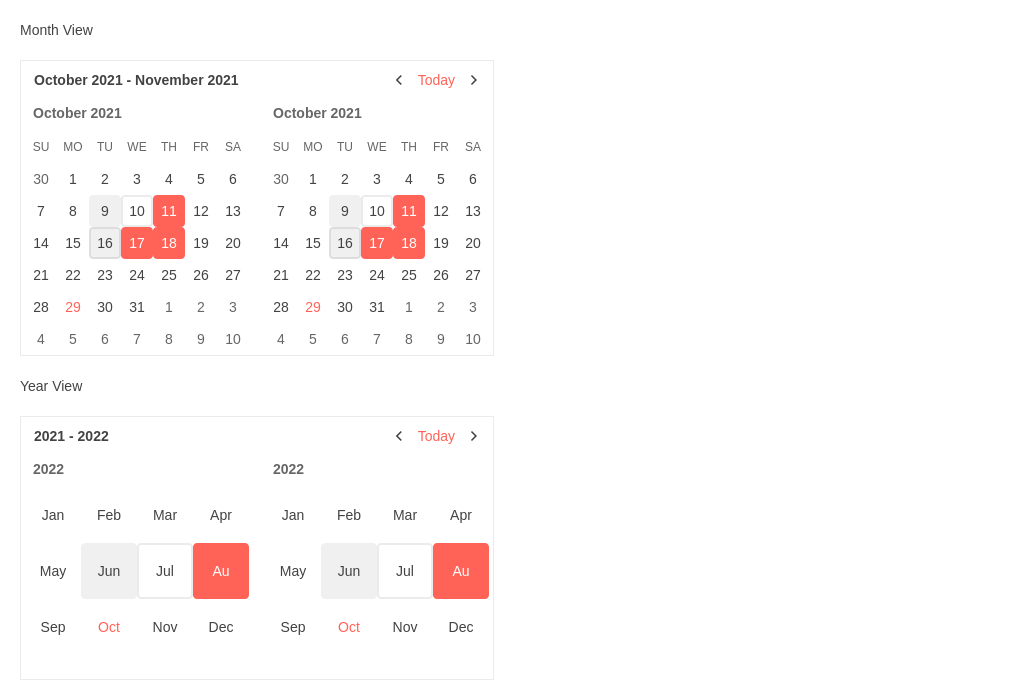 Month View
October 2021 - November 2021 Today
October 2021 October 2021
SU MO TU WE TH FR SA SU MO TU WE TH FR SA
30 1 2 3 4 5 6 30 1 2 3 4 5 6
7 8 9 10 11 12 13 7 8 9 10 11 12 13
14 15 16 17 18 19 20 14 15 16 17 18 19 20
21 22 23 24 25 26 27 21 22 23 24 25 26 27
28 29 30 31 1 2 3 28 29 30 31 1 2 3
4 5 6 7 8 9 10 4 5 6 7 8 9 10
Year View
2021 - 2022 Today
2022 2022
Jan Feb Mar Apr Jan Feb Mar Apr
May Jun Jul Au May Jun Jul Au
Sep Oct Nov Dec Sep Oct Nov Dec